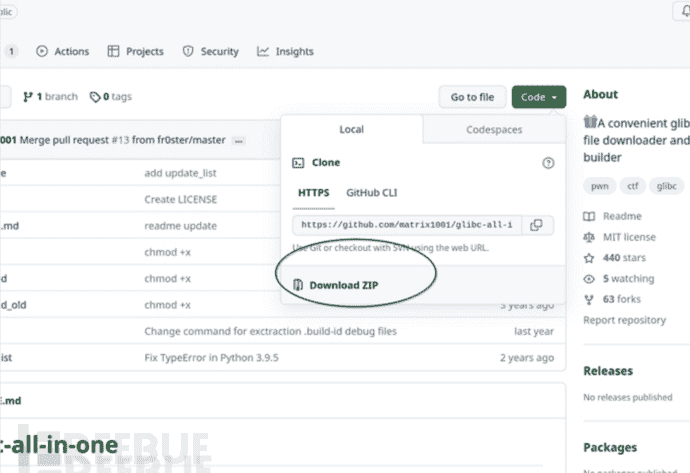 blic
1 Actions Projects Security Insights
1 branch 0 tags Go to file Code
001 Merge pull request #13 from fr0ster/master ...
e add update_list
Create LICENSE
.md readme update
chmod +x
d chmod +x
d_old chmod +x 3 years ago
Change command for exctraction .build-id debug files last year
ist Fix TypeError in Python 3.9.5 2 years ago
E.md
c-all-in-one
REEBUF
Local Codespaces
Clone
HTTPS GitHub CLI
https://github.com/matrix1001/glibc-all-i
Use Git or checkout with SVN using the web URL.
Download ZIP
About
A convenient glib
file downloader and
builder
pwn ctf glibc
Readme
MIT license
440 stars
5 watching
63 forks
Report repository
Releases
No releases published
Packages